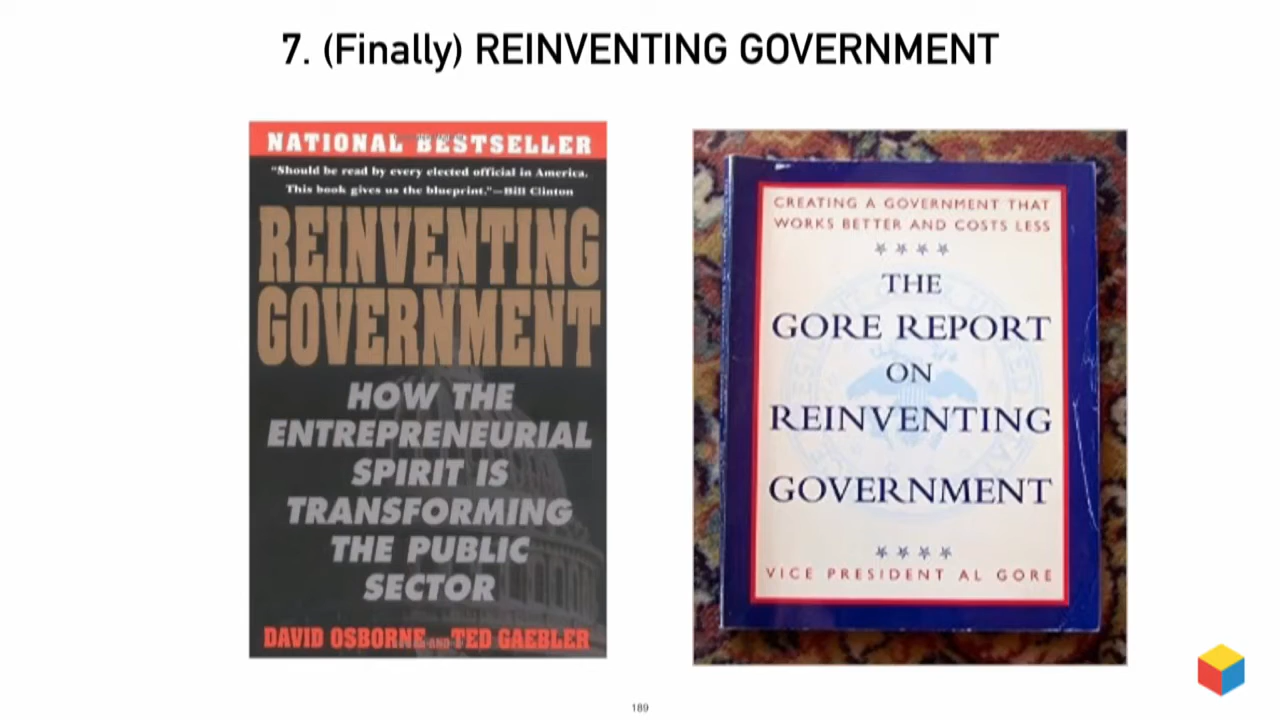 7. (Finally) REINVENTING GOVERNMENT
NATIONAL BESTSELLER
"Should be read by every elected official in America.
This book gives us the blueprint."—Bill Clinton
REINVENTING
GOVERNMENT
HOW THE
ENTREPRENEURIAL
SPIRIT IS
TRANSFORMING
THE PUBLIC
SECTOR
DAVID OSBORNE AND TED GAEBLER
CREATING A GOVERNMENT THAT
WORKS BETTER AND COSTS LESS
THE
GORE REPORT
ON
REINVENTING
GOVERNMENT
VICE PRESIDENT AL GORE
189